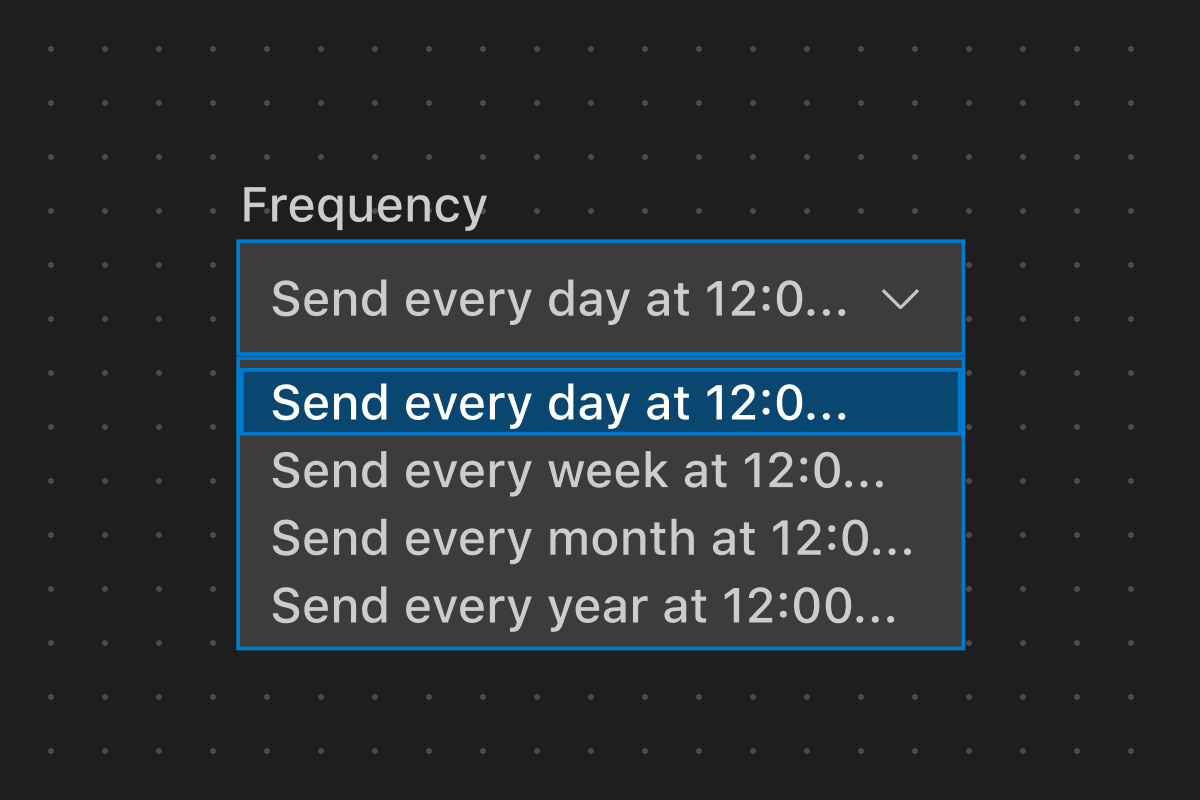 Frequency
Send every day at 12:0...
Send every day at 12:0...
Send every week at 12:0...
Send every month at 12:0...
Send every year at 12:00...